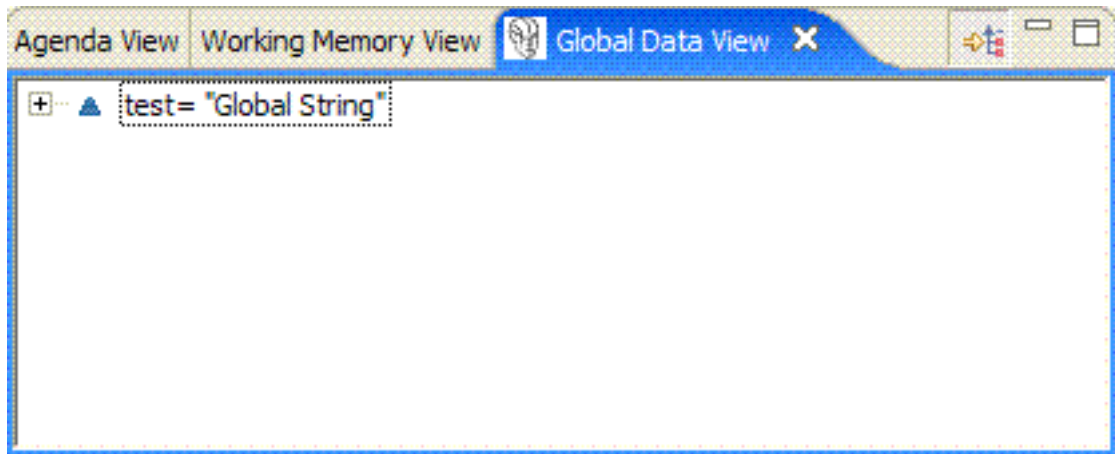 Agenda View Working Memory View Global Data View
test= "Global String"